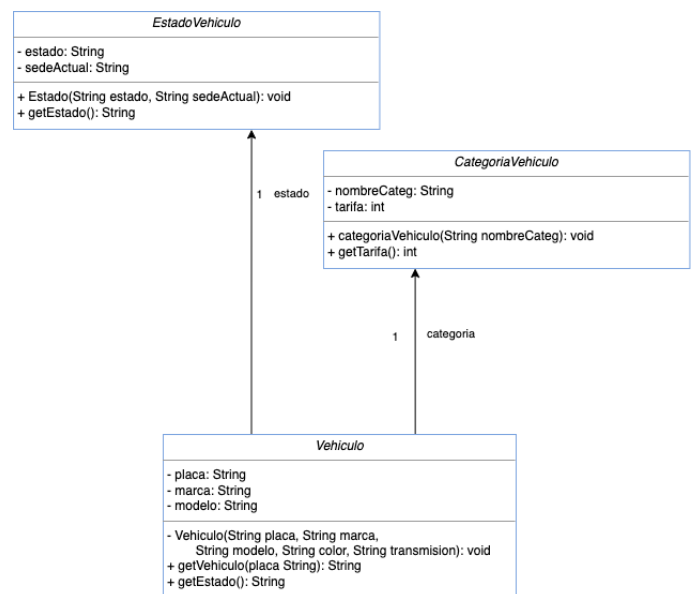 EstadoVehiculo
- estado: String
- sedeActual: String
+ Estado(String estado, String sedeActual): void
+ getEstado(): String
1 estado
CategoriaVehiculo
- nombreCateg: String
- tarifa: int
+ categoriaVehiculo(String nombreCateg): void
+ getTarifa(): int
1 categoria
Vehiculo
- placa: String
- marca: String
- modelo: String
- Vehiculo(String placa, String marca,
String modelo, String color, String transmision): void
+ getVehiculo(placa String): String
+ getEstado(): String